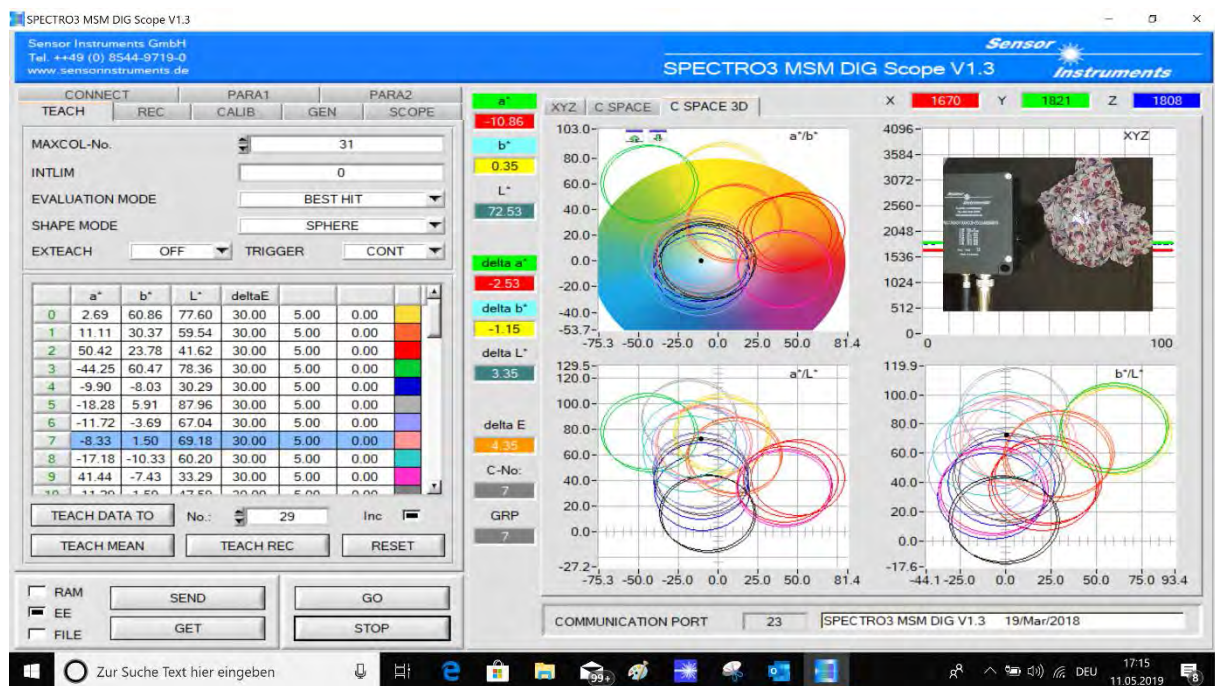 SPECTRO3 MSM DIG Scope V1.3
Sensor Instruments GmbH
Tel. ++49 (0) 8544-9719-0
www.sensorinstruments.de
Sensor
Instruments
SPECTRO3 MSM DIG Scope V1.3
CONNECT PARA1 PARA2
TEACH REC CALIB GEN SCOPE
MAXCOL-No. 31
INTLIM 0
EVALUATION MODE BEST HIT
SHAPE MODE SPHERE
EXTEACH OFF TRIGGER CONT
a* b* L* deltaE
0 2.69 60.86 77.60 30.00 5.00 0.00
1 11.11 30.37 59.54 30.00 5.00 0.00
2 50.42 23.78 41.62 30.00 5.00 0.00
3 -44.25 60.47 78.36 30.00 5.00 0.00
4 -9.90 -8.03 30.29 30.00 5.00 0.00
5 -18.28 5.91 87.96 30.00 5.00 0.00
6 -11.72 -3.69 67.04 30.00 5.00 0.00
7 -8.33 1.50 69.18 30.00 5.00 0.00
8 -17.18 -10.33 60.20 30.00 5.00 0.00
9 41.44 -7.43 33.29 30.00 5.00 0.00
TEACH DATA TO No.: 29 Inc
TEACH MEAN TEACH REC RESET
RAM
EE
FILE
SEND GO
GET STOP
a*
-10.86
b*
0.35
L*
72.53
delta a*
-2.53
delta b*
-1.15
delta L*
3.35
delta E
4.35
C-No:
7
GRP
7
XYZ C SPACE C SPACE 3D
X 1670 Y 1821 Z 1808
a*/b*
103.0
80.0
60.0
40.0
20.0
0.0
-20.0
-40.0
-53.7
-75.3 -50.0 -25.0 0.0 25.0 50.0 81.4
XYZ
4096
3584
3072
2560
2048
1536
1024
512
0
0 100
a*/L*
129.5
120.0
100.0
80.0
60.0
40.0
20.0
0.0
-27.2
-75.3 -50.0 -25.0 0.0 25.0 50.0 81.4
b*/L*
119.9
100.0
80.0
60.0
40.0
20.0
0.0
-17.6
-44.1 -25.0 0.0 25.0 50.0 75.0 93.4
COMMUNICATION PORT 23 SPECTRO3 MSM DIG V1.3 19/Mar/2018
Zur Suche Text hier eingeben
99+
DEU
17:15
11.05.2019
8